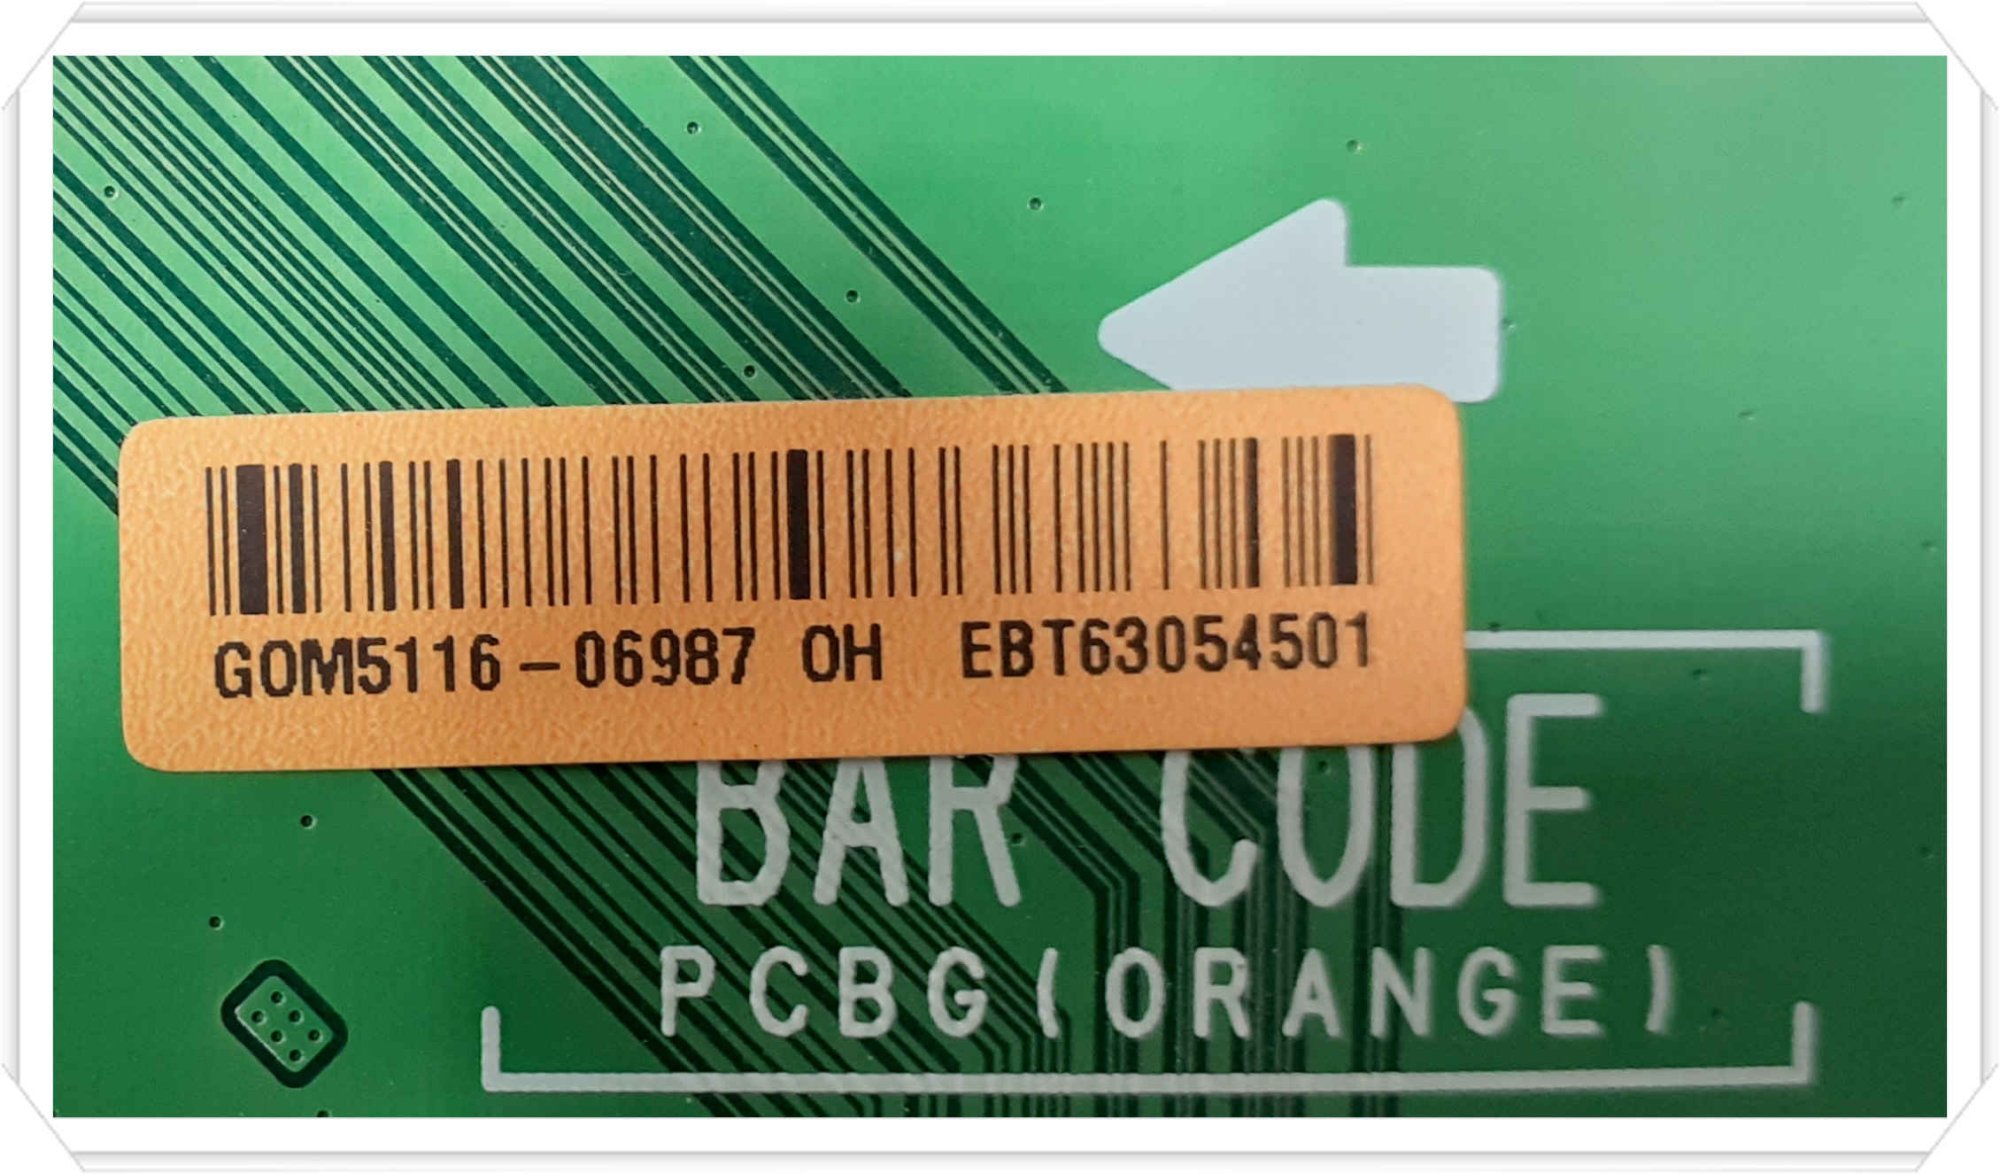 GOM5116-06987 OH EBT63054501
BAR CODE
PCBG(ORANGE)